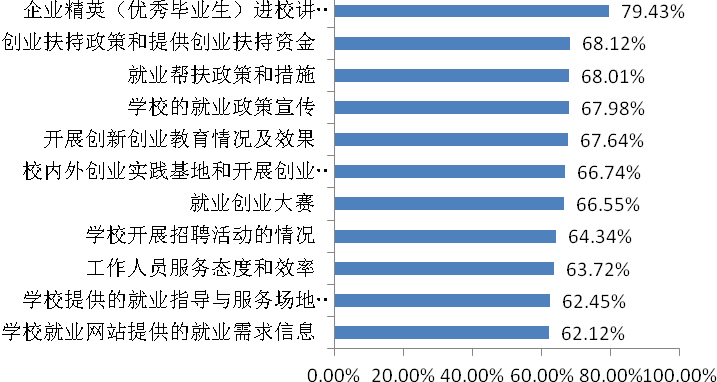 企业精英（优秀毕业生）进校讲··
79.43%
创业扶持政策和提供创业扶持资金
68.12%
就业帮扶政策和措施
68.01%
学校的就业政策宣传
67.98%
开展创新创业教育情况及效果
67.64%
校内外创业实践基地和开展创业··
66.74%
就业创业大赛
66.55%
学校开展招聘活动的情况
64.34%
工作人员服务态度和效率
63.72%
学校提供的就业指导与服务场地··
62.45%
学校就业网站提供的就业需求信息
62.12%
0.00% 20.00% 40.00% 60.00% 80.00% 100.00%